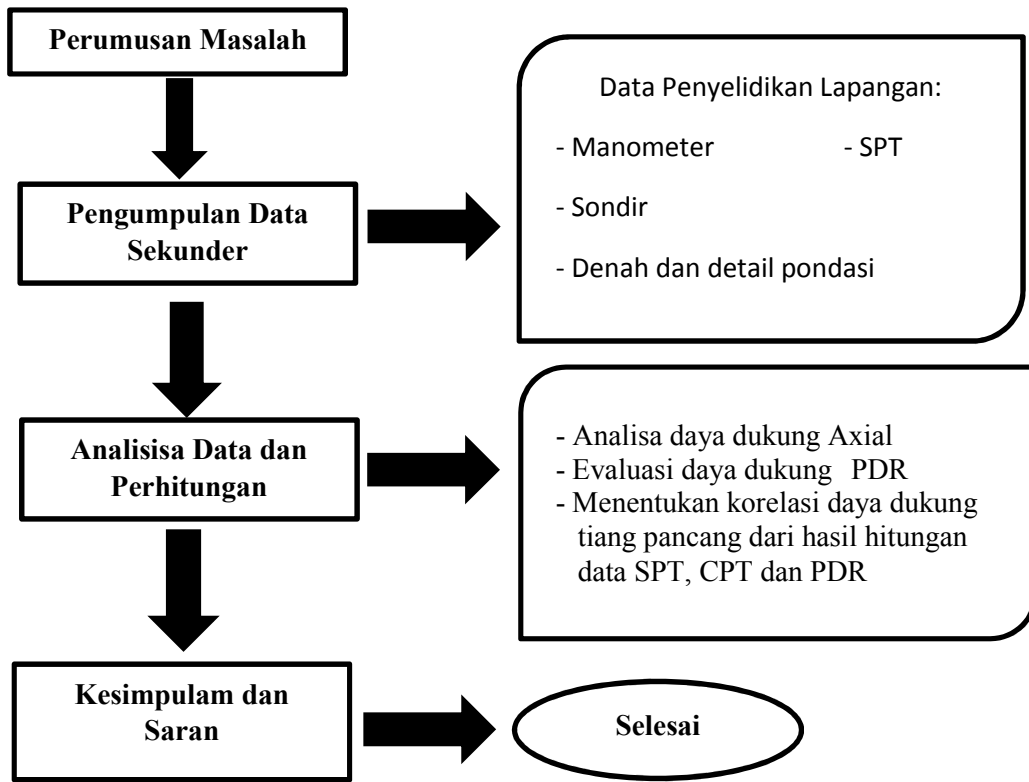 Perumusan Masalah
Data Penyelidikan Lapangan:
- Manometer - SPT
- Sondir
- Denah dan detail pondasi
Pengumpulan Data
Sekunder
Analisisa Data dan
Perhitungan
- Analisa daya dukung Axial
- Evaluasi daya dukung PDR
- Menentukan korelasi daya dukung
tiang pancang dari hasil hitungan
data SPT, CPT dan PDR
Kesimpulam dan
Saran
Selesai